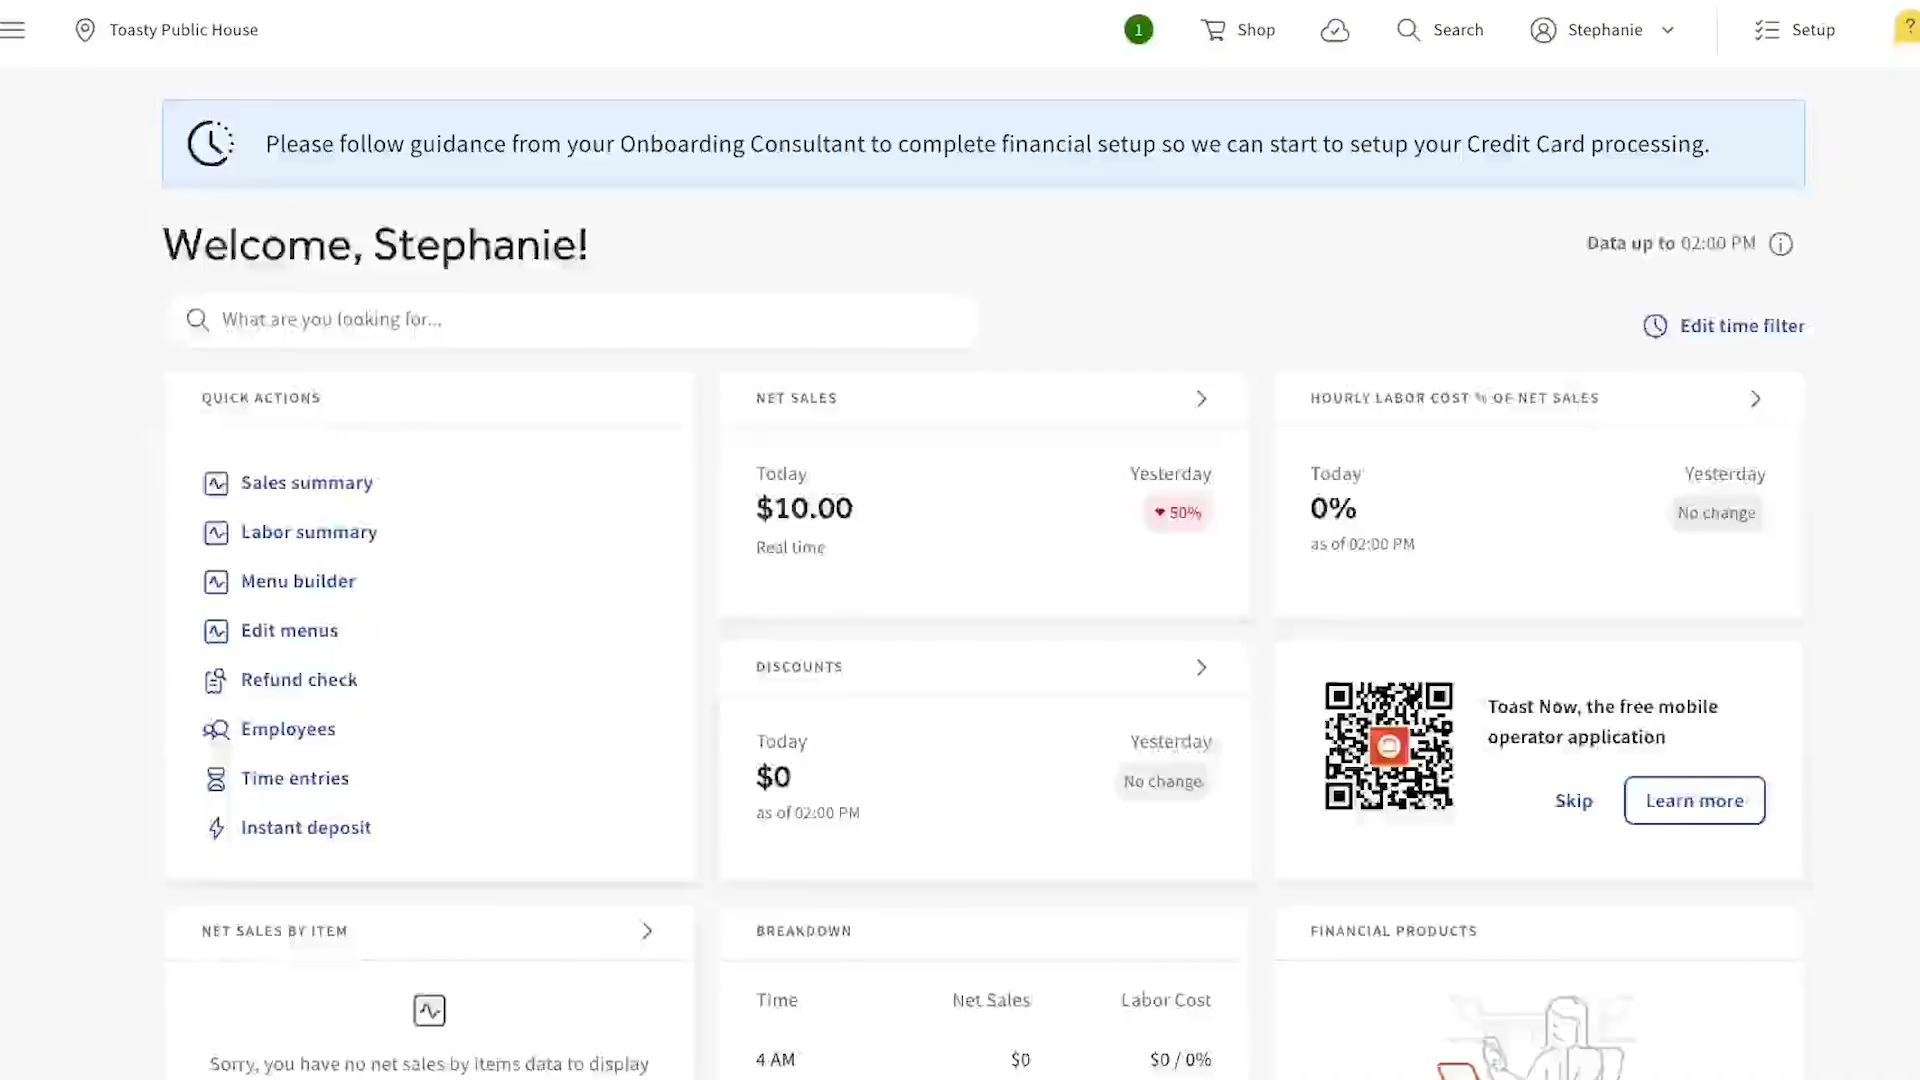 Toasty Public House
1
Shop
Search
Stephanie
Setup
?
Please follow guidance from your Onboarding Consultant to complete financial setup so we can start to setup your Credit Card processing.
Welcome, Stephanie!
Data up to 02:00 PM
What are you looking for...
Edit time filter
QUICK ACTIONS
Sales summary
Labor summary
Menu builder
Edit menus
Refund check
Employees
Time entries
Instant deposit
NET SALES
Today
Yesterday
$10.00
50%
Real time
HOURLY LABOR COST % OF NET SALES
Today
Yesterday
0%
No change
as of 02:00 PM
DISCOUNTS
Today
Yesterday
$0
No change
as of 02:00 PM
Toast Now, the free mobile
operator application
Skip
Learn more
NET SALES BY ITEM
Sorry, you have no net sales by items data to display
BREAKDOWN
Time Net Sales Labor Cost
4 AM $0 $0 / 0%
FINANCIAL PRODUCTS